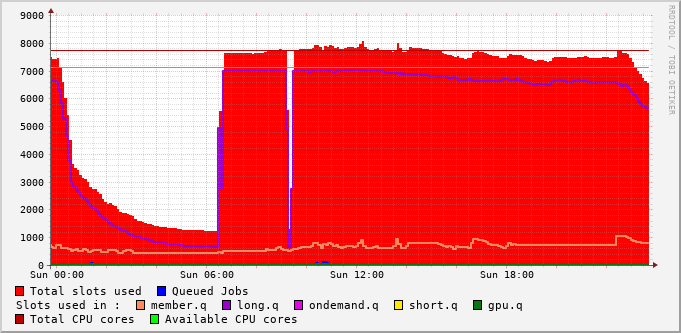 9000
8000
7000
6000
5000
4000
3000
2000
1000
0
Sun 00:00 Sun 06:00 Sun 12:00 Sun 18:00
Total slots used Queued Jobs
Slots used in : member.q long.q ondemand.q short.q gpu.q
Total CPU cores Available CPU cores
RRDTOOL / TOBI OETIKER